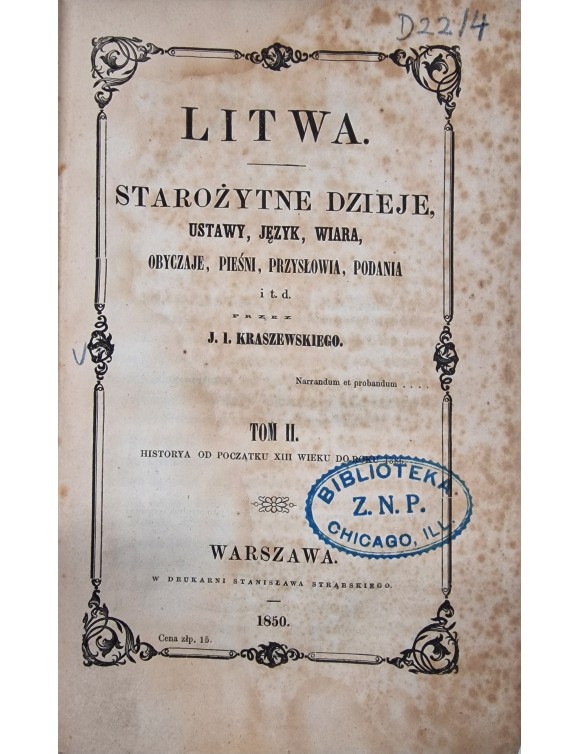 D22/4
LITWA.
STAROŻYTNE DZIEJE,
USTAWY, JĘZYK, WIARA,
OBYCZAJE, PIEŚNI, PRZYSŁOWIA, PODANIA
i t. d.
PRZEZ
J. I. KRASZEWSKIEGO.
Narrandum et probandum . . . .
TOM II.
HISTORYA OD POCZĄTKU XIII WIEKU DO ROKU
BIBLIOTEKA
Z. N. P.
CHICAGO, ILL.
WARSZAWA.
W DRUKARNI STANISŁAWA STRĄBSKIEGO.
1850.
Cena złp. 15.